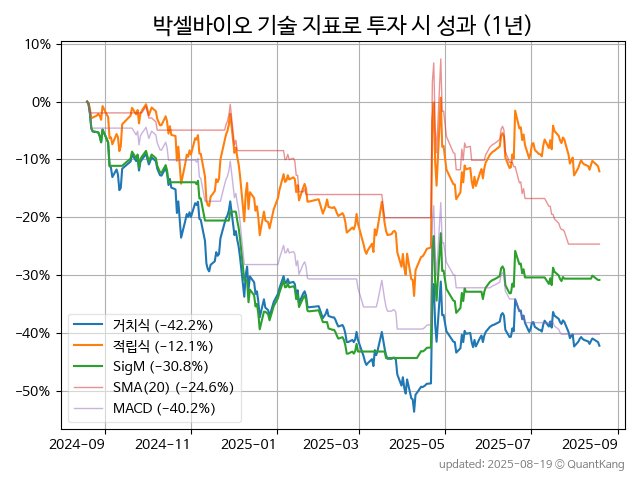 박셀바이오 기술 지표로 투자 시 성과 (1년)
10%
0%
−10%
−20%
−30%
−40%
−50%
거치식 (−42.2%)
적립식 (−12.1%)
SigM (−30.8%)
SMA(20) (−24.6%)
MACD (−40.2%)
2024−09 2024−11 2025−01 2025−03 2025−05 2025−07 2025−09
updated: 2025-08-19 © QuantKang